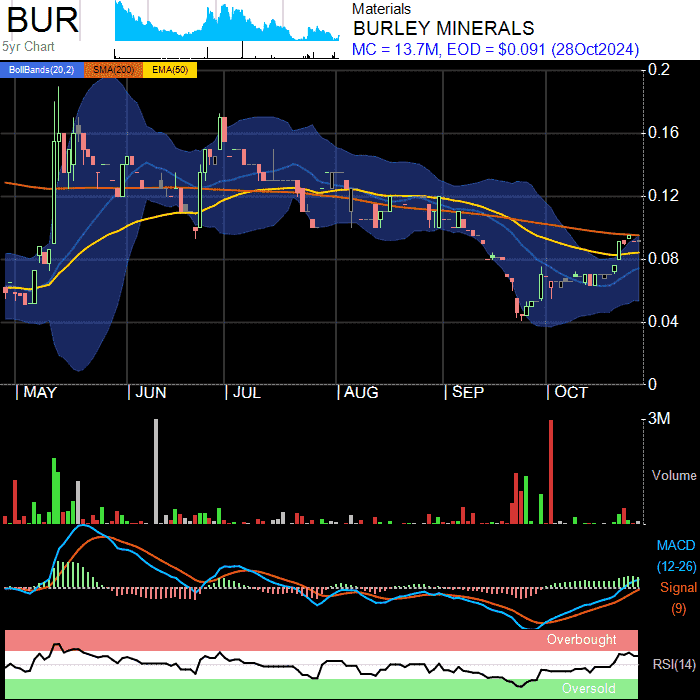 BUR
5yr Chart
Materials
BURLEY MINERALS
MC = 13.7M, EOD = $0.091 (28Oct2024)
BollBands(20,2) SMA(200) EMA(50)
0.2
0.16
0.12
0.08
0.04
0
MAY JUN JUL AUG SEP OCT
3M
Volume
MACD
(12-26)
Signal
(9)
Overbought
RSI(14)
Oversold